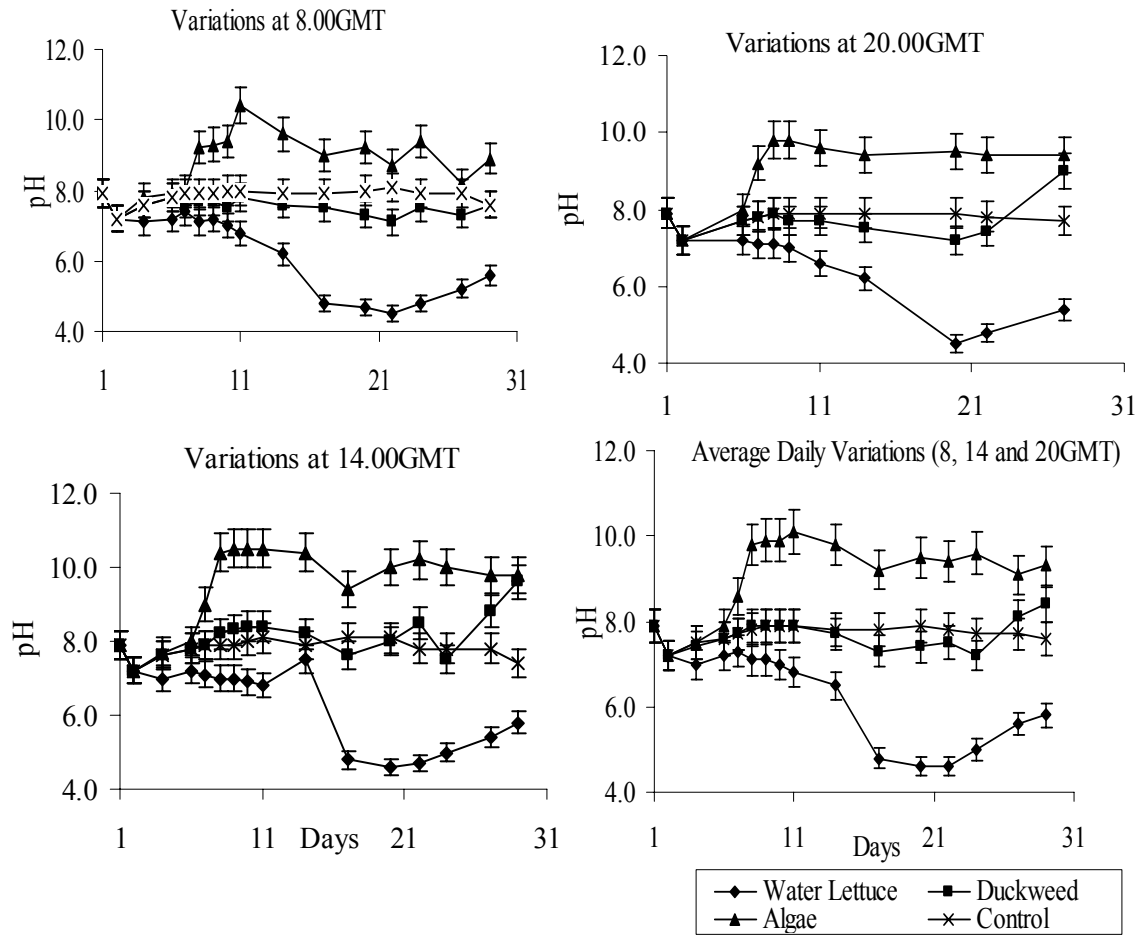 Variations at 8.00GMT
12.0
10.0
8.0
6.0
4.0
pH
1 11 21 31
Variations at 20.00GMT
12.0
10.0
8.0
6.0
4.0
pH
1 11 21 31
Variations at 14.00GMT
12.0
10.0
8.0
6.0
4.0
pH
1 11 21 31
Days
Average Daily Variations (8, 14 and 20GMT)
12.0
10.0
8.0
6.0
4.0
pH
1 11 21 31
Days
Water Lettuce Duckweed
Algae Control